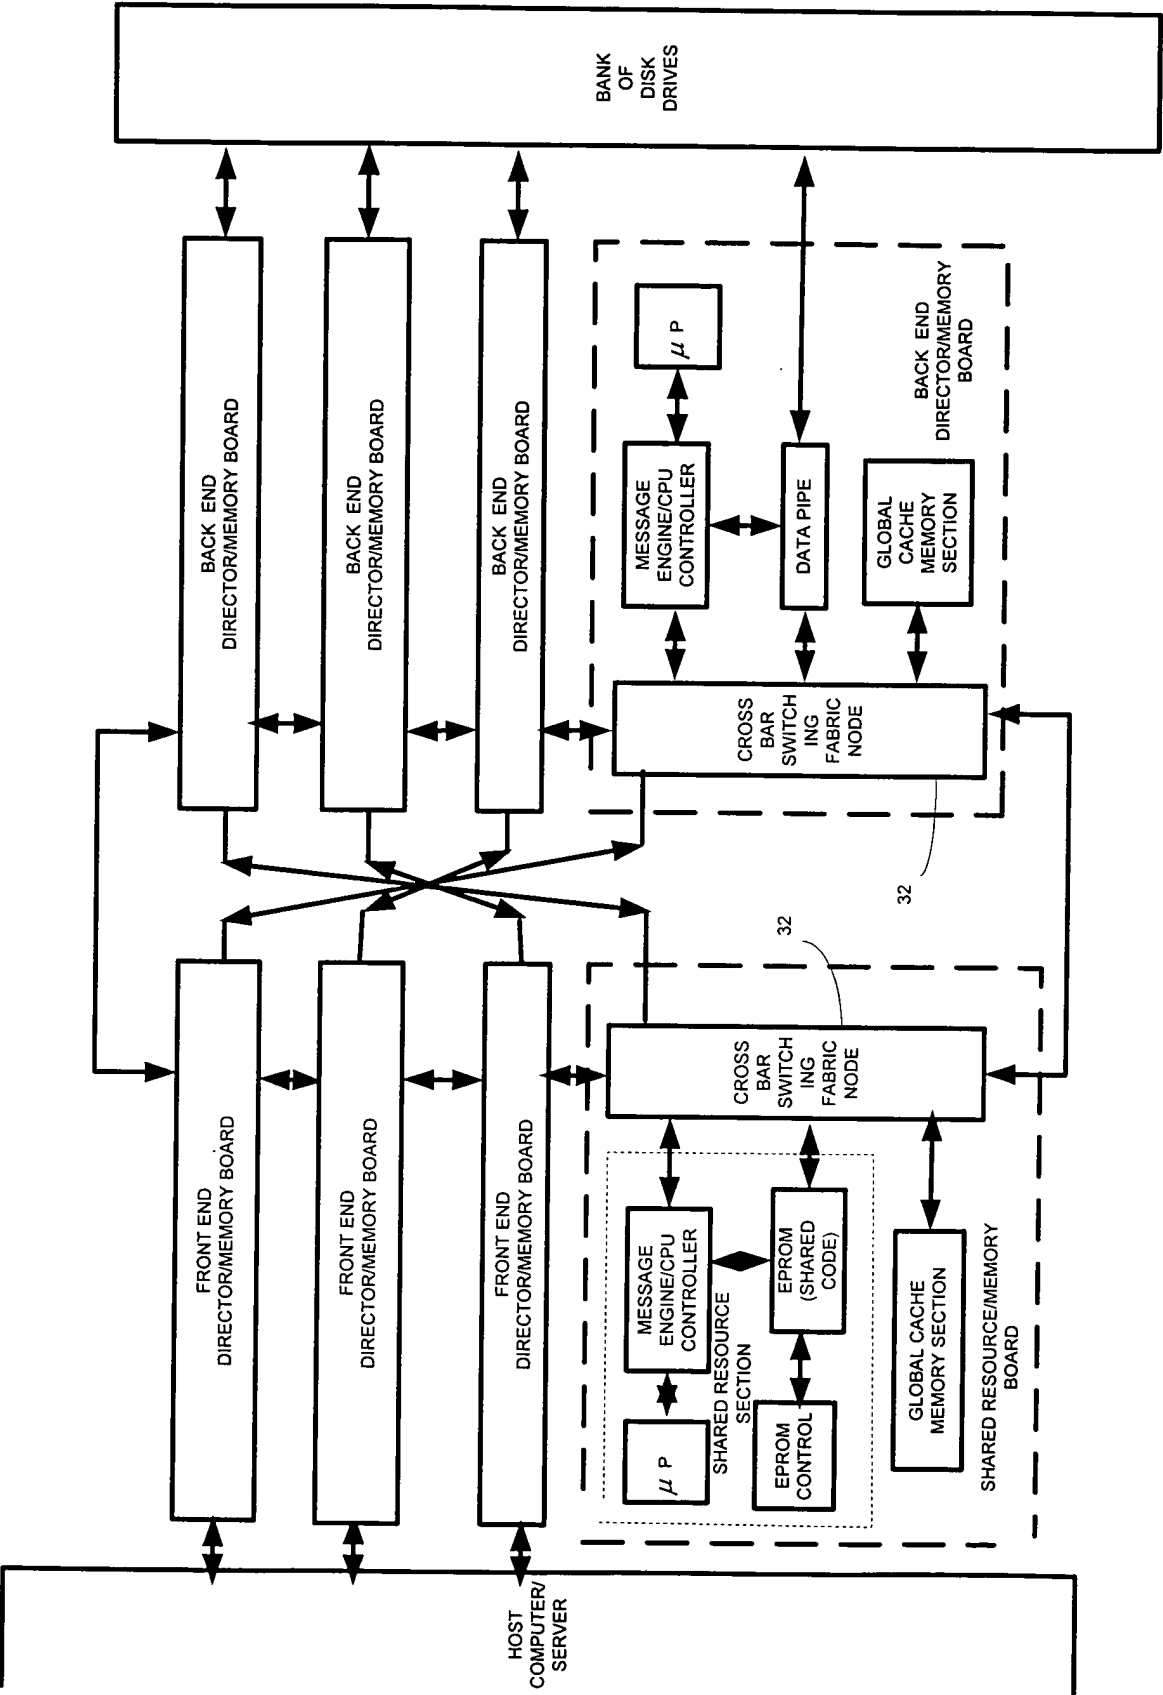 BANK
OF
DISK
DRIVES
BACK END
DIRECTOR/MEMORY BOARD
BACK END
DIRECTOR/MEMORY BOARD
BACK END
DIRECTOR/MEMORY BOARD
μ P
MESSAGE
ENGINE/CPU
CONTROLLER
DATA PIPE
GLOBAL
CACHE
MEMORY
SECTION
BACK END
DIRECTOR/MEMORY
BOARD
CROSS
BAR
SWITCH
ING
FABRIC
NODE
32
32
FRONT END
DIRECTOR/MEMORY BOARD
FRONT END
DIRECTOR/MEMORY BOARD
FRONT END
DIRECTOR/MEMORY BOARD
CROSS
BAR
SWITCH
ING
FABRIC
NODE
MESSAGE
ENGINE/CPU
CONTROLLER
EPROM
(SHARED
CODE)
μ P
SHARED RESOURCE
SECTION
EPROM
CONTROL
GLOBAL CACHE
MEMORY SECTION
SHARED RESOURCE/MEMORY
BOARD
HOST
COMPUTER/
SERVER